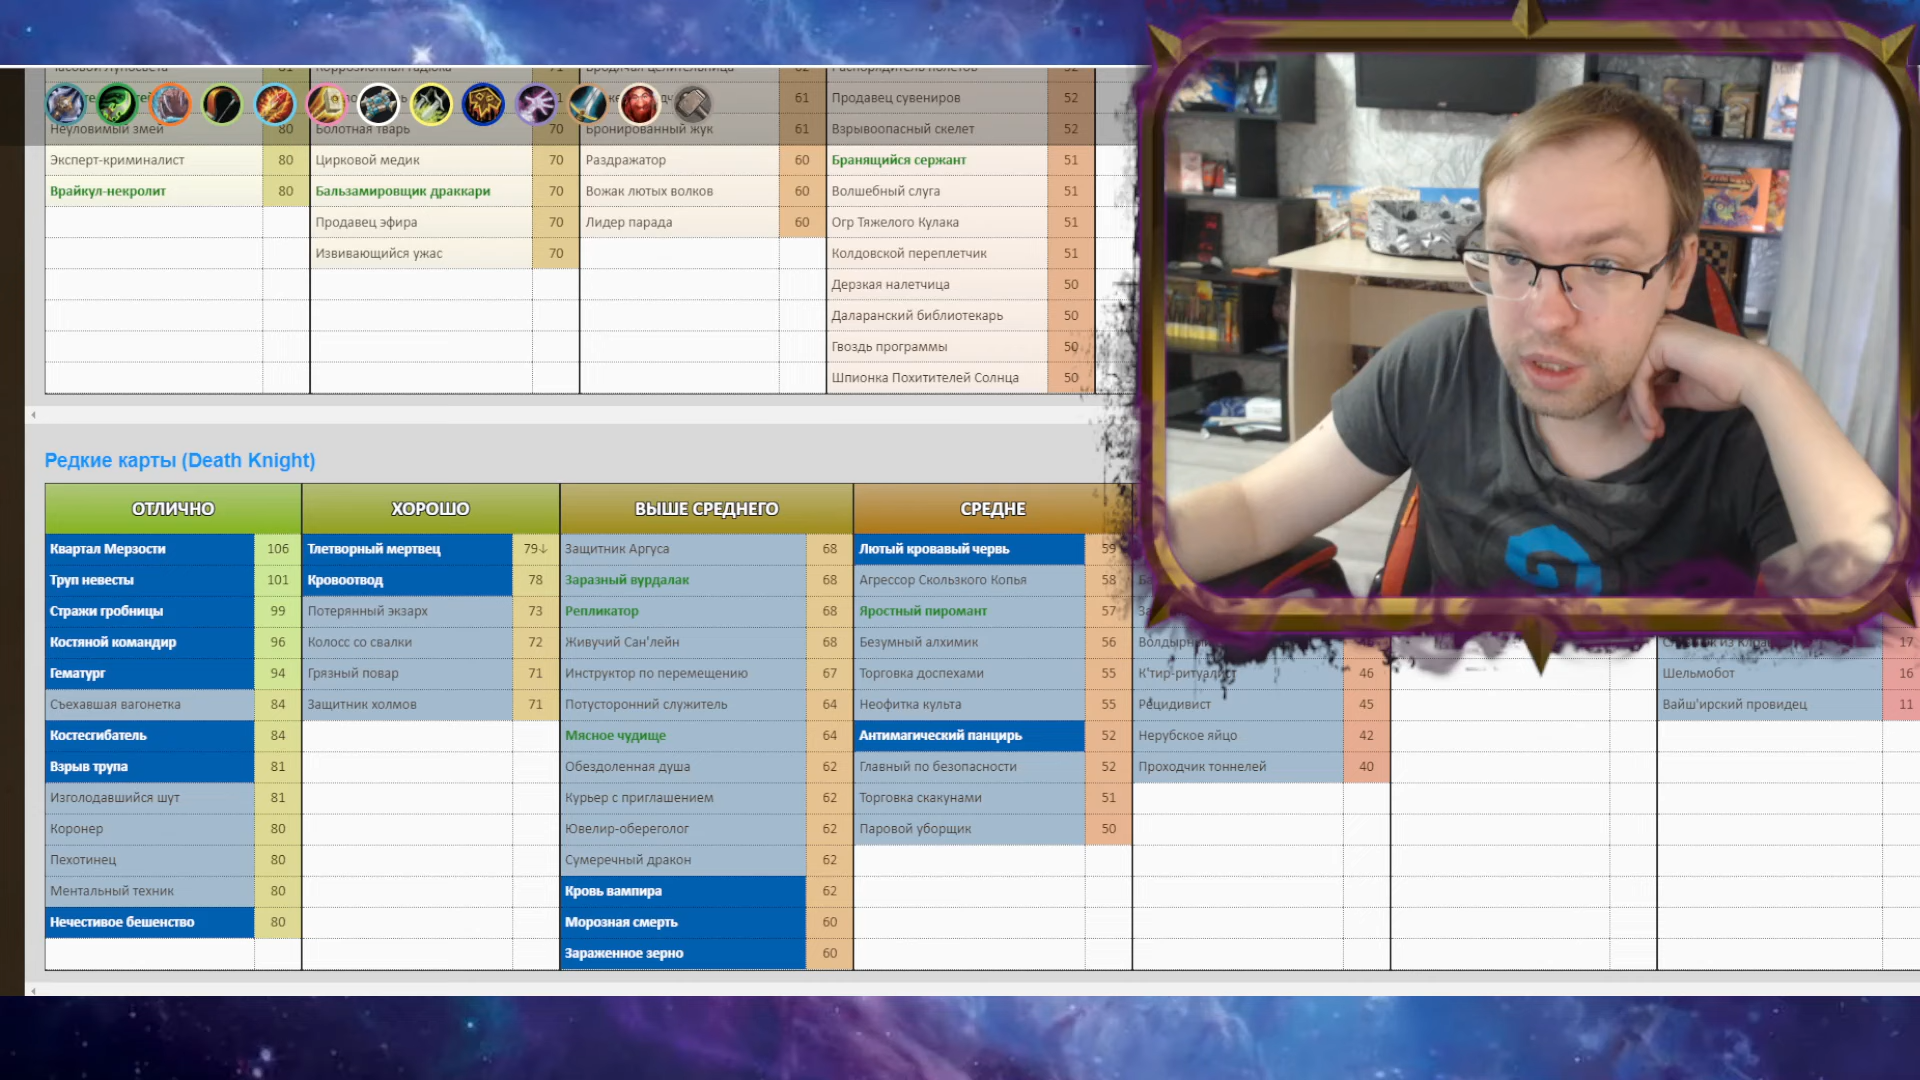 Продавец сувениров 52
61
Неуловимый змей 80 Болотная тварь 70 Бронированный жук 61 Взрывоопасный скелет 52
Эксперт-криминалист 80 Цирковой медик 70 Раздражатор 60 Бранящийся сержант 51
Врайкул-некролит 80 Бальзамировщик драккари 70 Вожак лютых волков 60 Волшебный слуга 51
Продавец эфира 70 Лидер парада 60 Огр Тяжелого Кулака 51
Извивающийся ужас 70 Колдовской переплетчик 51
Дерзкая налетчица 50
Даларанский библиотекарь 50
Гвоздь программы 50
Шпионка Похитителей Солнца 50
Редкие карты (Death Knight)
ОТЛИЧНО ХОРОШО ВЫШЕ СРЕДНЕГО СРЕДНЕ
Квартал Мерзости 106 Тлетворный мертвец 79↓ Защитник Аргуса 68 Лютый кровавый червь 59
Труп невесты 101 Кровоотвод 78 Заразный вурдалак 68 Агрессор Скользкого Копья 58
Стражи гробницы 99 Потерянный экзарх 73 Репликатор 68 Яростный пиромант 57
Костяной командир 96 Колосс со свалки 72 Живучий Сан'лейн 68 Безумный алхимик 56 17
Гематург 94 Грязный повар 71 Инструктор по перемещению 67 Торговка доспехами 55 К'тир-ритуалист 46 Шельмобот 16
Съехавшая вагонетка 84 Защитник холмов 71 Потусторонний служитель 64 Неофитка культа 55 Рецидивист 45 Вайш'ирский провидец 11
Костесгибатель 84 Мясное чудище 64 Антимагический панцирь 52 Нерубское яйцо 42
Взрыв трупа 81 Обездоленная душа 62 Главный по безопасности 52 Проходчик тоннелей 40
Изголодавшийся шут 81 Курьер с приглашением 62 Торговка скакунами 51
Коронер 80 Ювелир-обереголог 62 Паровой уборщик 50
Пехотинец 80 Сумеречный дракон 62
Ментальный техник 80 Кровь вампира 62
Нечестивое бешенство 80 Морозная смерть 60
Зараженное зерно 60